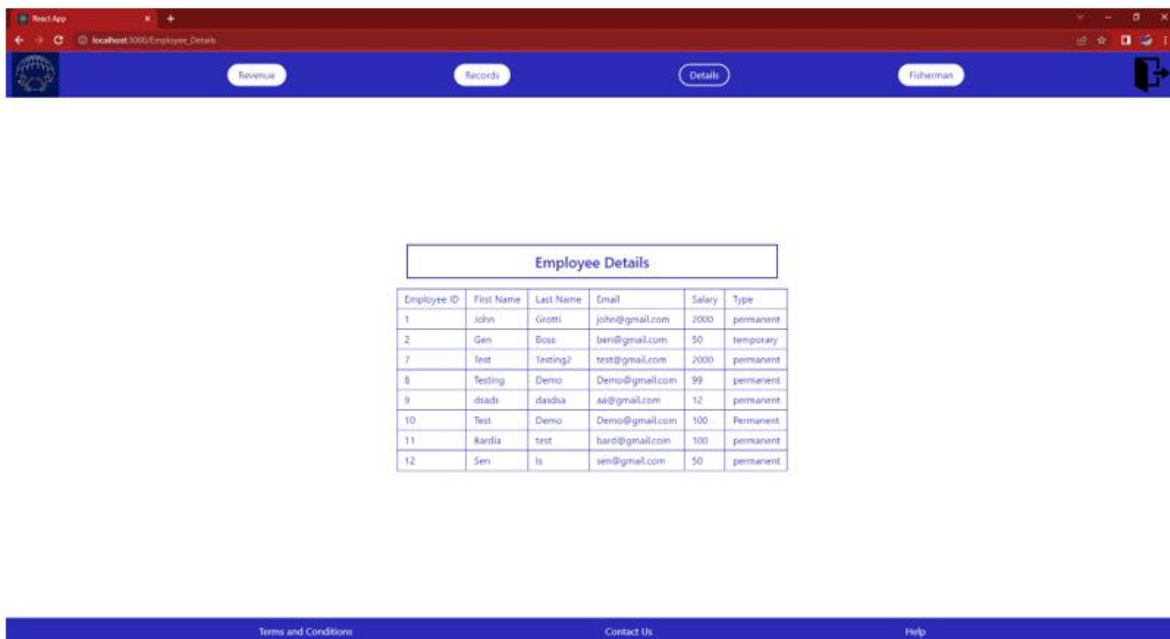 React App
localhost:3000/Employee_Details
Revenue Records Details Fisherman
Employee Details
Employee ID First Name Last Name Email Salary Type
1 John Grotti john@gmail.com 2000 permanent
2 Gen Boss ben@gmail.com 50 temporary
7 Test Testing2 test@gmail.com 2000 permanent
8 Testing Demo Demo@gmail.com 99 permanent
9 dsads dasdsa aa@gmail.com 12 permanent
10 Test Demo Demo@gmail.com 100 Permanent
11 Bardia test bard@gmail.com 100 permanent
12 Sen Is sen@gmail.com 50 permanent
Terms and Conditions Contact Us Help